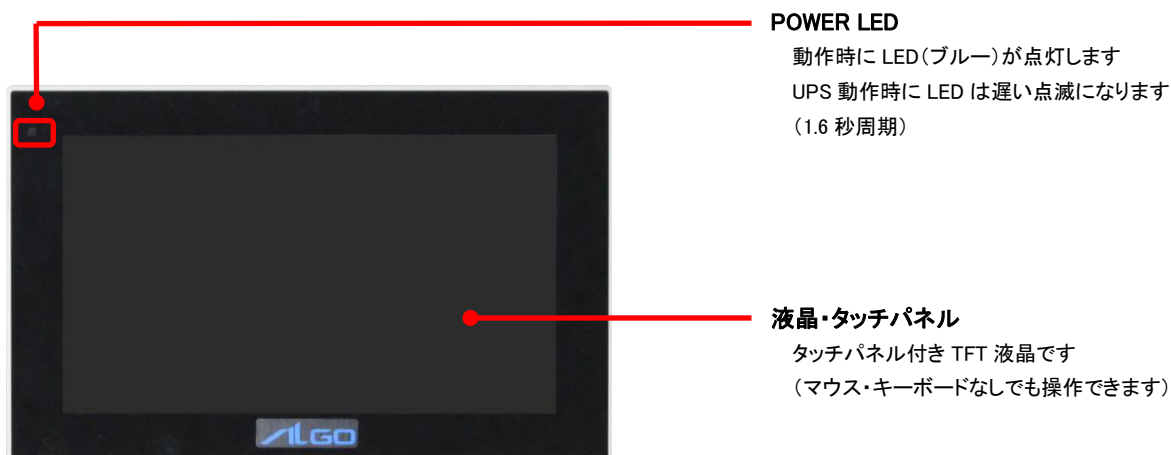 POWER LED
動作時に LED(ブルー)が点灯します
UPS 動作時に LED は遅い点滅になります
(1.6 秒周期)
液晶・タッチパネル
タッチパネル付き TFT 液晶です
(マウス・キーボードなしでも操作できます)
ALGO